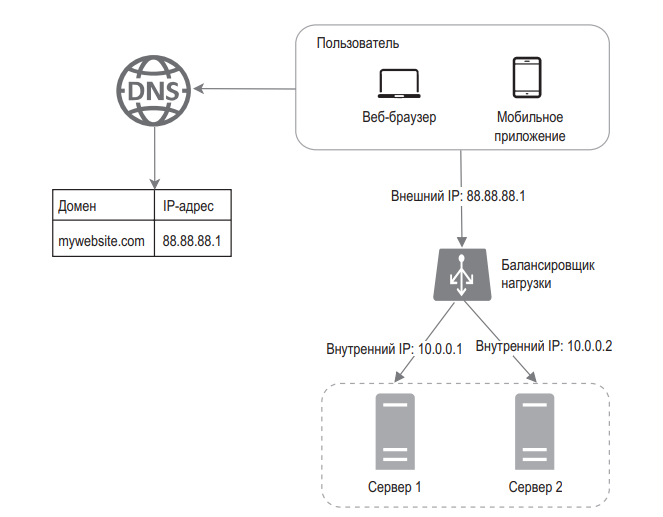 Пользователь
DNS
Веб-браузер
Мобильное
приложение
Домен
IP-адрес
mywebsite.com
88.88.88.1
Внешний IP: 88.88.88.1
Балансировщик
нагрузки
Внутренний IP: 10.0.0.1
Внутренний IP: 10.0.0.2
Сервер 1
Сервер 2